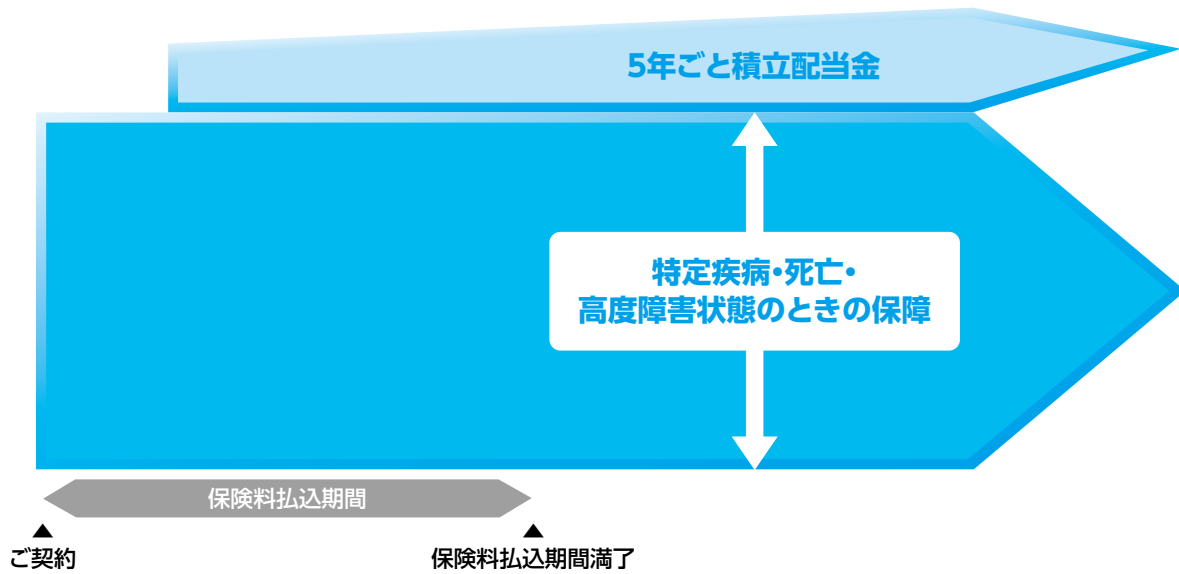 5年ごと積立配当金
特定疾病・死亡・
高度障害状態のときの保障
保険料払込期間
▲
ご契約
▲
保険料払込期間満了